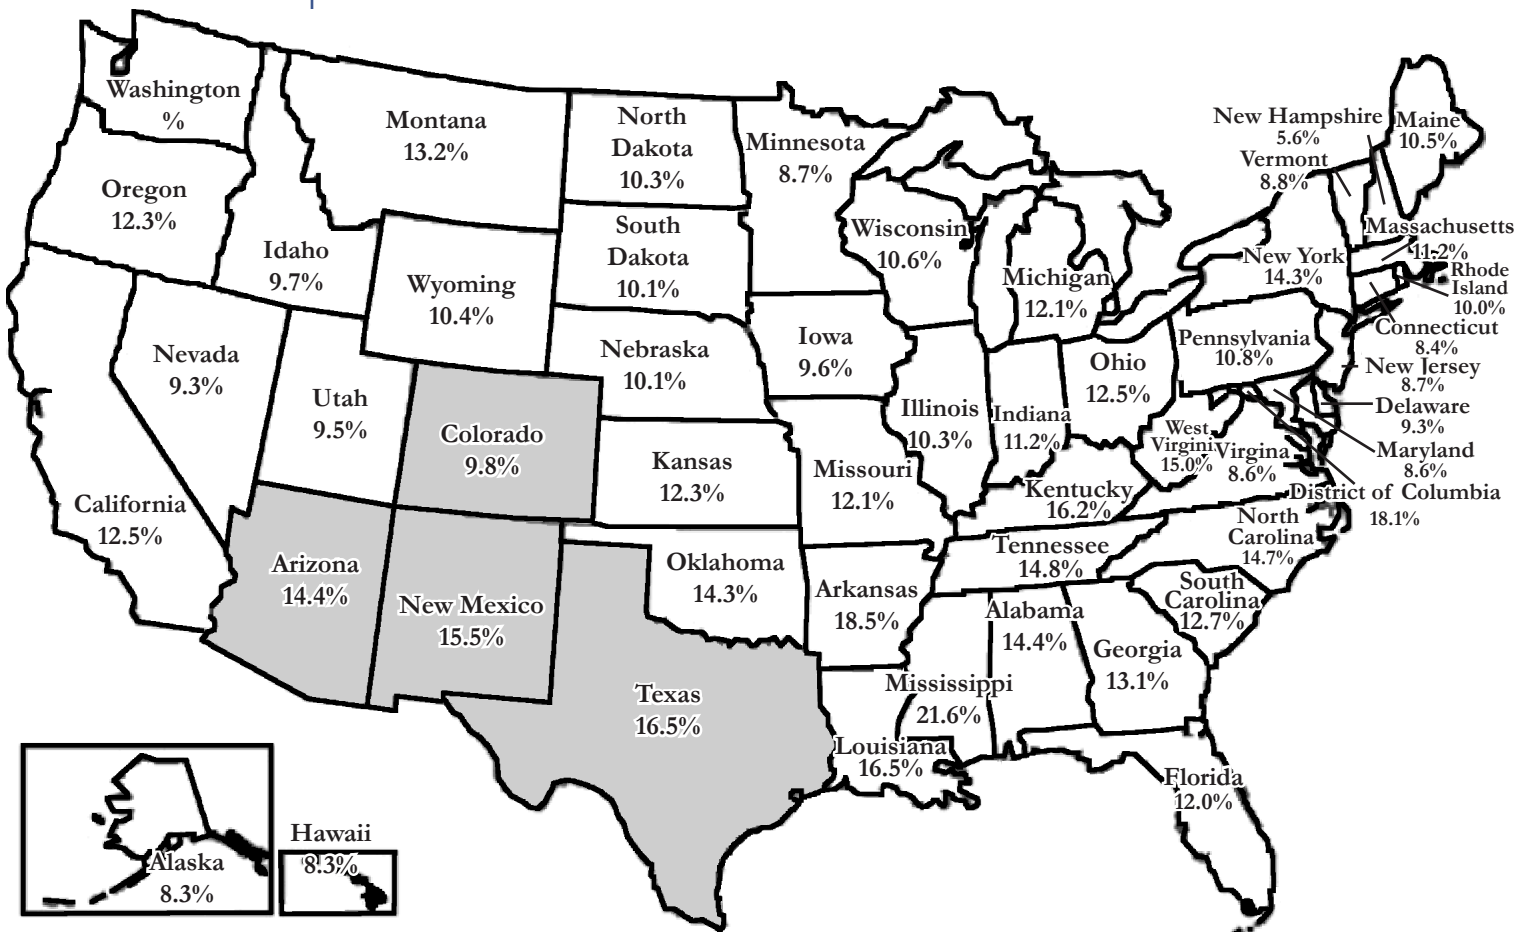 Washington
%
Oregon
12.3%
California
12.5%
Idaho
9.7%
Nevada
9.3%
Montana
13.2%
Wyoming
10.4%
Utah
9.5%
Colorado
9.8%
Arizona
14.4%
New Mexico
15.5%
North
Dakota
10.3%
South
Dakota
10.1%
Nebraska
10.1%
Kansas
12.3%
Oklahoma
14.3%
Texas
16.5%
Minnesota
8.7%
Iowa
9.6%
Missouri
12.1%
Arkansas
18.5%
Louisiana
16.5%
Wisconsin
10.6%
Illinois
10.3%
Michigan
12.1%
Indiana
11.2%
Ohio
12.5%
Kentucky
16.2%
Tennessee
14.8%
Mississippi
21.6%
Alabama
14.4%
Georgia
13.1%
Florida
12.0%
South
Carolina
12.7%
North
Carolina
14.7%
West
Virgini
15.0%
Virgina
8.6%
Pennsylvania
10.8%
New York
14.3%
New Hampshire
5.6%
Vermont
8.8%
Maine
10.5%
Massachusetts
11.2%
Rhode
Island
10.0%
Connecticut
8.4%
New Jersey
8.7%
Delaware
9.3%
Maryland
8.6%
District of Columbia
18.1%
Alaska
8.3%
Hawaii
8.3%